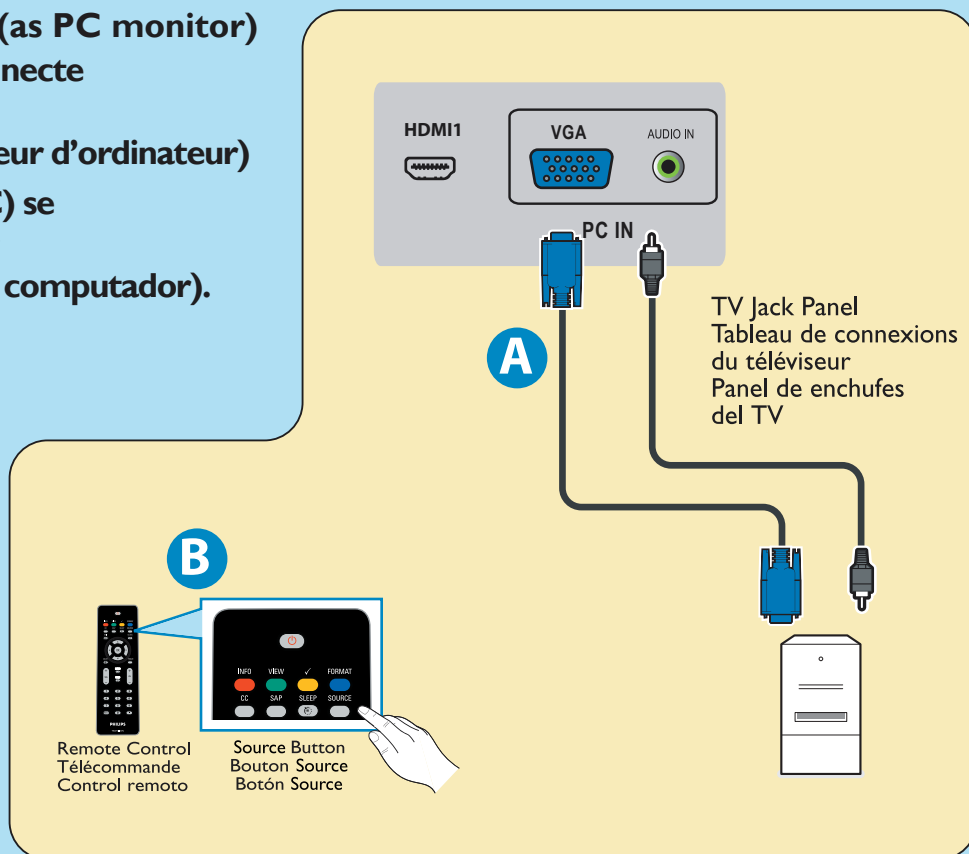 (as PC monitor)
necte
eur d'ordinateur)
C) se
computador).
HDMI1
VGA
AUDIO IN
PC IN
A
TV Jack Panel
Tableau de connexions
du téléviseur
Panel de enchufes
del TV
B
INFO VIEW ✓ FORMAT
CC SAP SLEEP SOURCE
PHILIPS
Remote Control
Télécommande
Control remoto
Source Button
Bouton Source
Botón Source